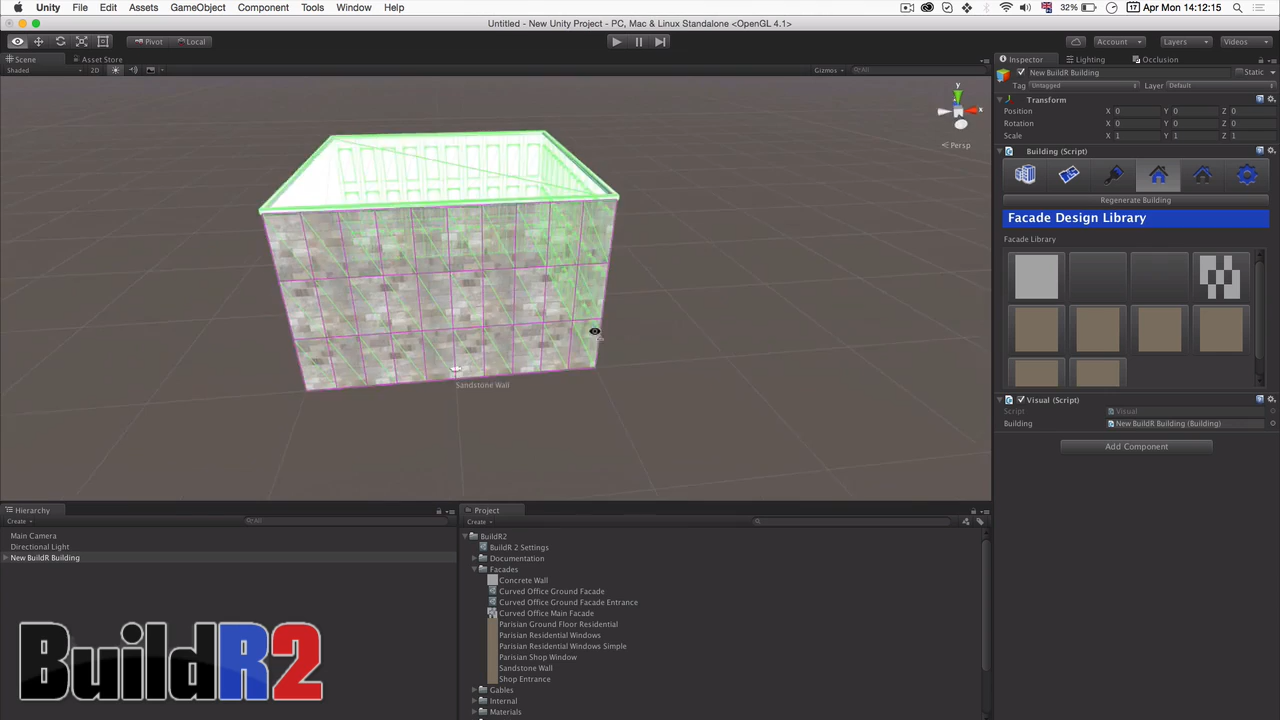 Unity File Edit Assets GameObject Component Tools Window Help
32% 17 Apr Mon 14:12:15
Untitled - New Unity Project - PC, Mac & Linux Standalone <OpenGL 4.1>
Pivot Local Account Layers Videos
Scene Asset Store Inspector Lighting Occlusion
Shaded 2D Gizmos All
New BuildR Building Static
Tag Untagged Layer Default
Transform
Position X 0 Y 0 Z 0
Rotation X 0 Y 0 Z 0
Scale X 1 Y 1 Z 1
y
x
Persp
Building (Script)
Regenerate Building
Facade Design Library
Facade Library
Sandstone Wall
Visual (Script)
Script Visual
Building New BuildR Building (Building)
Add Component
Hierarchy
Create All
Main Camera
Directional Light
New BuildR Building
Project
Create
BuildR2
BuildR 2 Settings
Documentation
Facades
Concrete Wall
Curved Office Ground Facade
Curved Office Ground Facade Entrance
Curved Office Main Facade
Parisian Ground Floor Residential
Parisian Residential Windows
Parisian Residential Windows Simple
Parisian Shop Window
Sandstone Wall
Shop Entrance
Gables
Internal
Materials
BuildR2